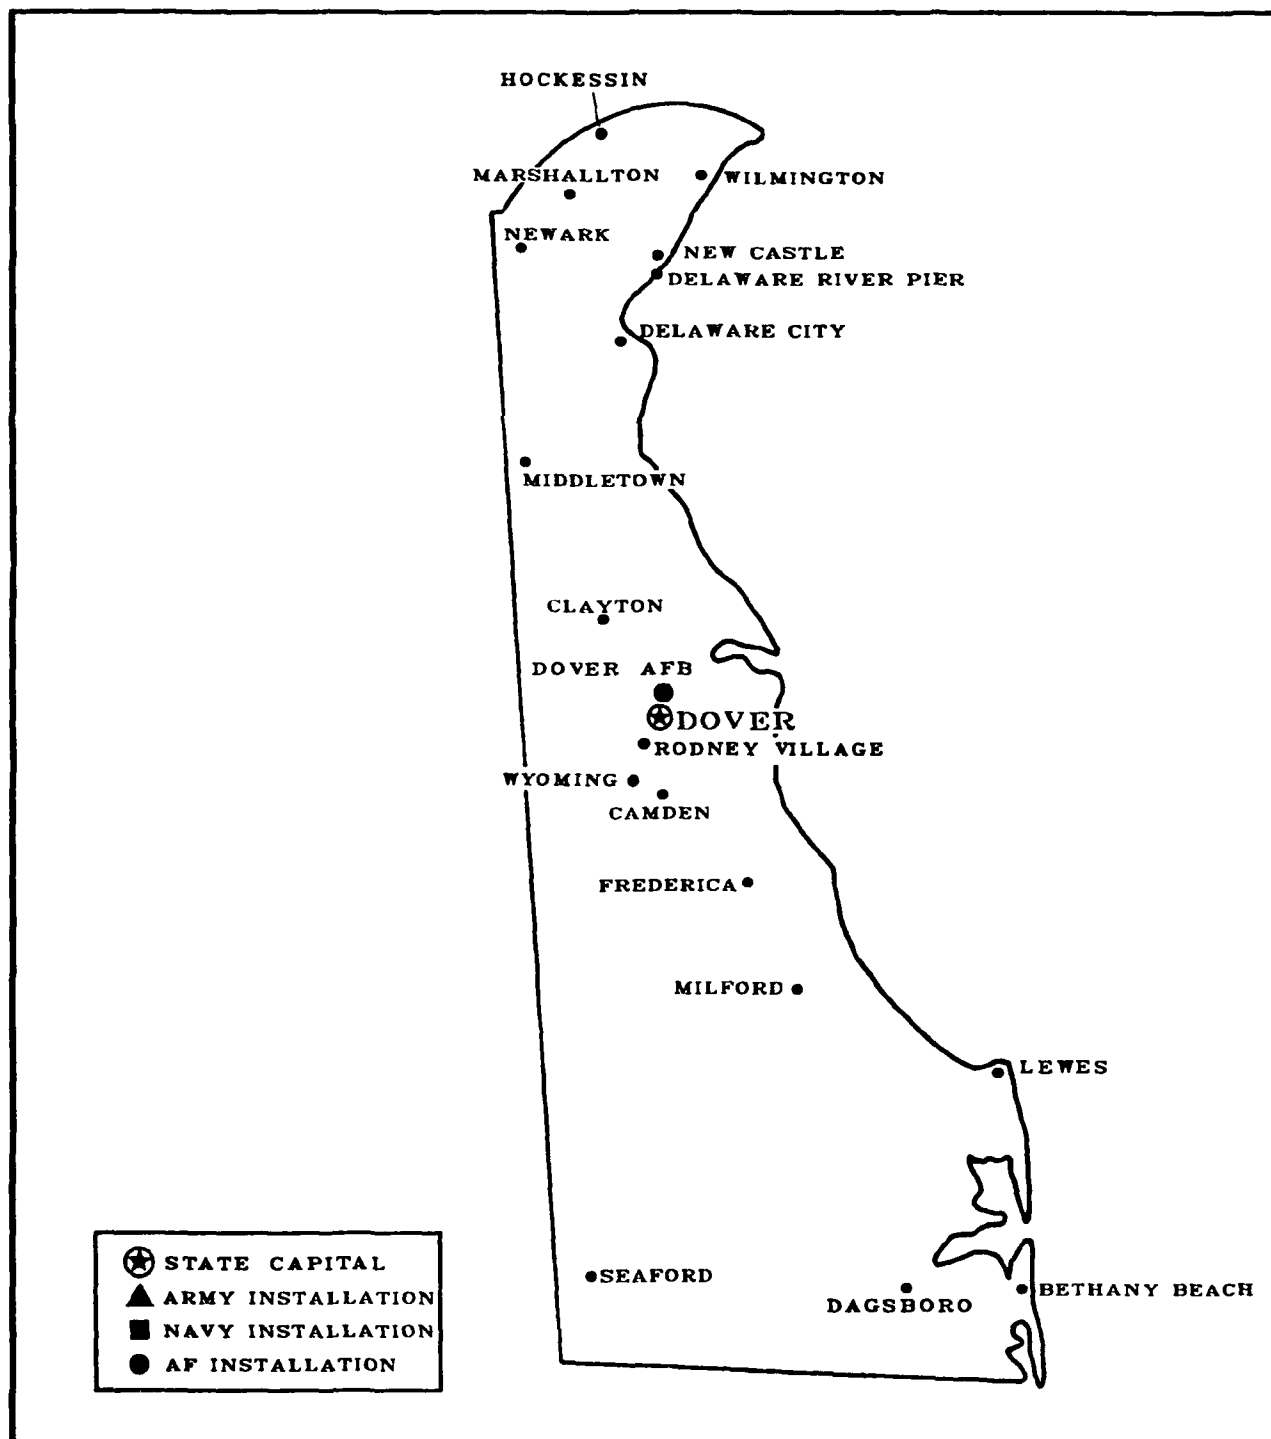 HOCKESSIN
MARSHALLTON
WILMINGTON
NEWARK
NEW CASTLE
DELAWARE RIVER PIER
DELAWARE CITY
MIDDLETOWN
CLAYTON
DOVER AFB
DOVER
RODNEY VILLAGE
WYOMING
CAMDEN
FREDERICA
MILFORD
LEWES
SEAFORD
DAGSBORO
BETHANY BEACH
STATE CAPITAL
ARMY INSTALLATION
NAVY INSTALLATION
AF INSTALLATION